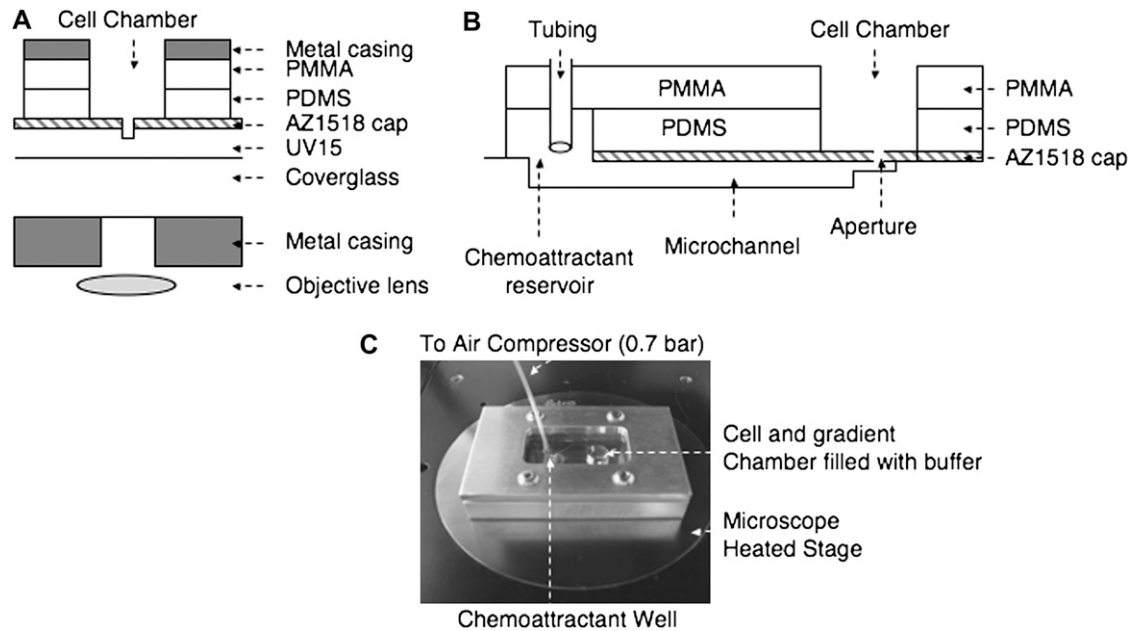 A
Cell Chamber
Metal casing
PMMA
PDMS
AZ1518 cap
UV15
Coverglass
Metal casing
Objective lens
B
Tubing
Cell Chamber
PMMA
PMMA
PDMS
PDMS
AZ1518 cap
Aperture
Microchannel
Chemoattractant
reservoir
C
To Air Compressor (0.7 bar)
Cell and gradient
Chamber filled with buffer
Microscope
Heated Stage
Chemoattractant Well